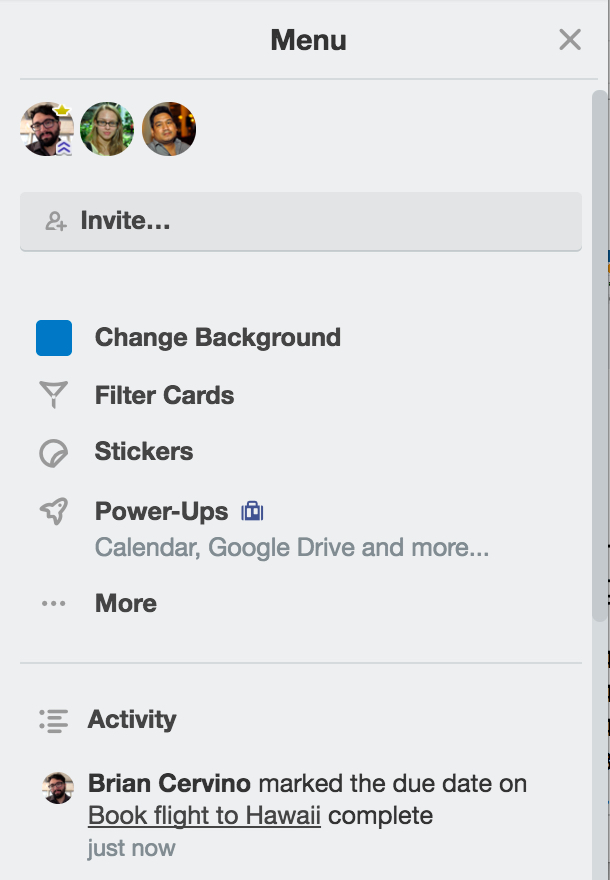 Menu
Invite…
Change Background
Filter Cards
Stickers
Power-Ups
Calendar, Google Drive and more...
More
Activity
Brian Cervino marked the due date on
Book flight to Hawaii complete
just now